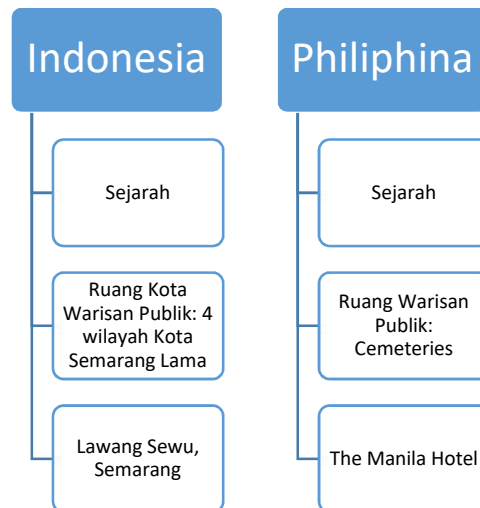 Indonesia
Sejarah
Ruang Kota
Warisan Publik: 4
wilayah Kota
Semarang Lama
Lawang Sewu,
Semarang
Philiphina
Sejarah
Ruang Warisan
Publik:
Cemeteries
The Manila Hotel